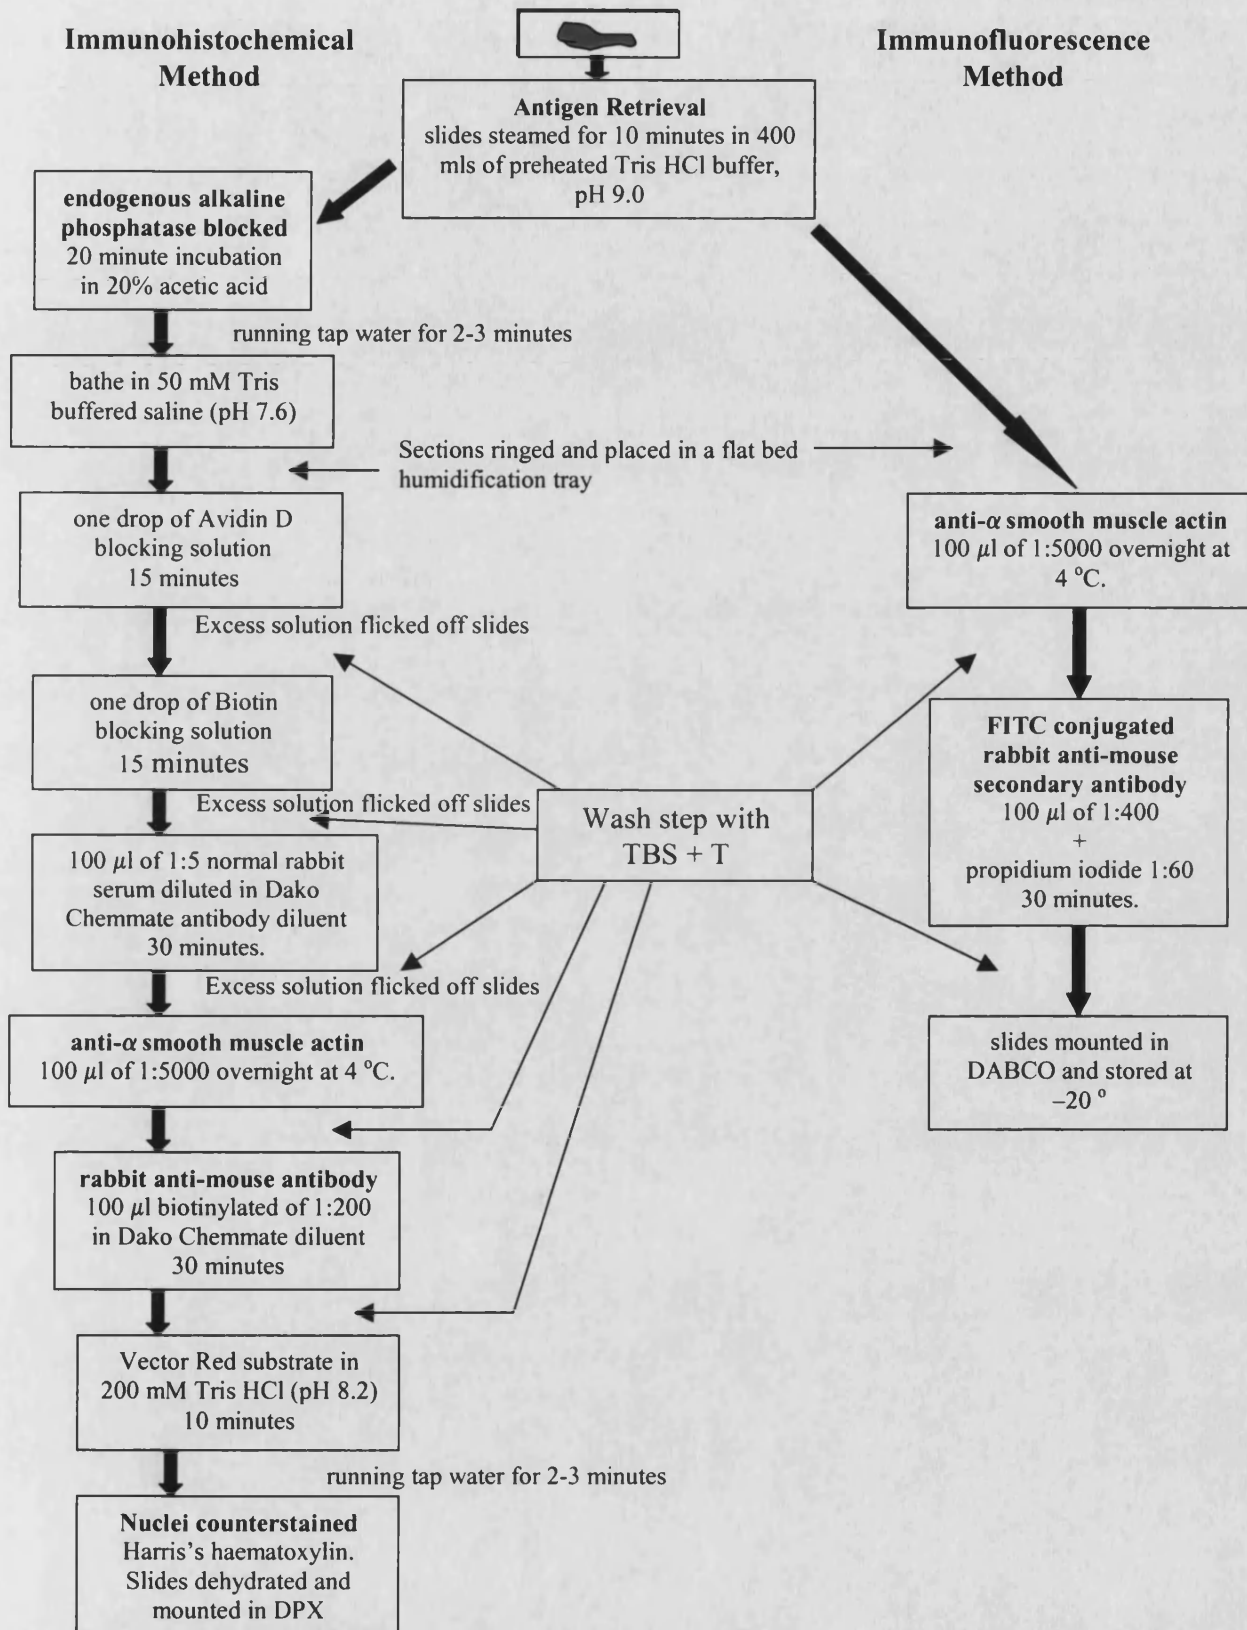 Immunohistochemical
Method
Immunofluorescence
Method
Antigen Retrieval
slides steamed for 10 minutes in 400
mls of preheated Tris HCl buffer,
pH 9.0
endogenous alkaline
phosphatase blocked
20 minute incubation
in 20% acetic acid
running tap water for 2-3 minutes
bathe in 50 mM Tris
buffered saline (pH 7.6)
Sections ringed and placed in a flat bed
humidification tray
one drop of Avidin D
blocking solution
15 minutes
Excess solution flicked off slides
one drop of Biotin
blocking solution
15 minutes
Excess solution flicked off slides
100 µl of 1:5 normal rabbit
serum diluted in Dako
Chemmate antibody diluent
30 minutes.
Excess solution flicked off slides
anti-α smooth muscle actin
100 µl of 1:5000 overnight at 4 °C.
rabbit anti-mouse antibody
100 µl biotinylated of 1:200
in Dako Chemmate diluent
30 minutes
Vector Red substrate in
200 mM Tris HCl (pH 8.2)
10 minutes
running tap water for 2-3 minutes
Nuclei counterstained
Harris's haematoxylin.
Slides dehydrated and
mounted in DPX
Wash step with
TBS + T
anti-α smooth muscle actin
100 µl of 1:5000 overnight at
4 °C.
FITC conjugated
rabbit anti-mouse
secondary antibody
100 µl of 1:400
+
propidium iodide 1:60
30 minutes.
slides mounted in
DABCO and stored at
–20 °